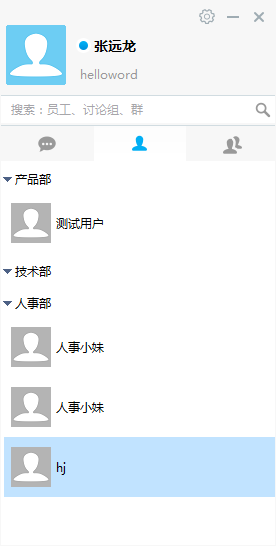 张远龙
helloword
搜索：员工、讨论组、群
产品部
测试用户
技术部
人事部
人事小妹
人事小妹
hj